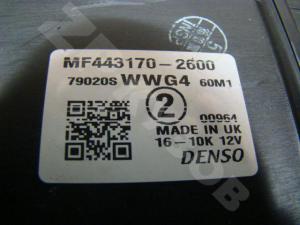 MF443170-2600
79020S WWG4 60M1
2
00964
MADE IN UK
16-10K 12V
DENSO